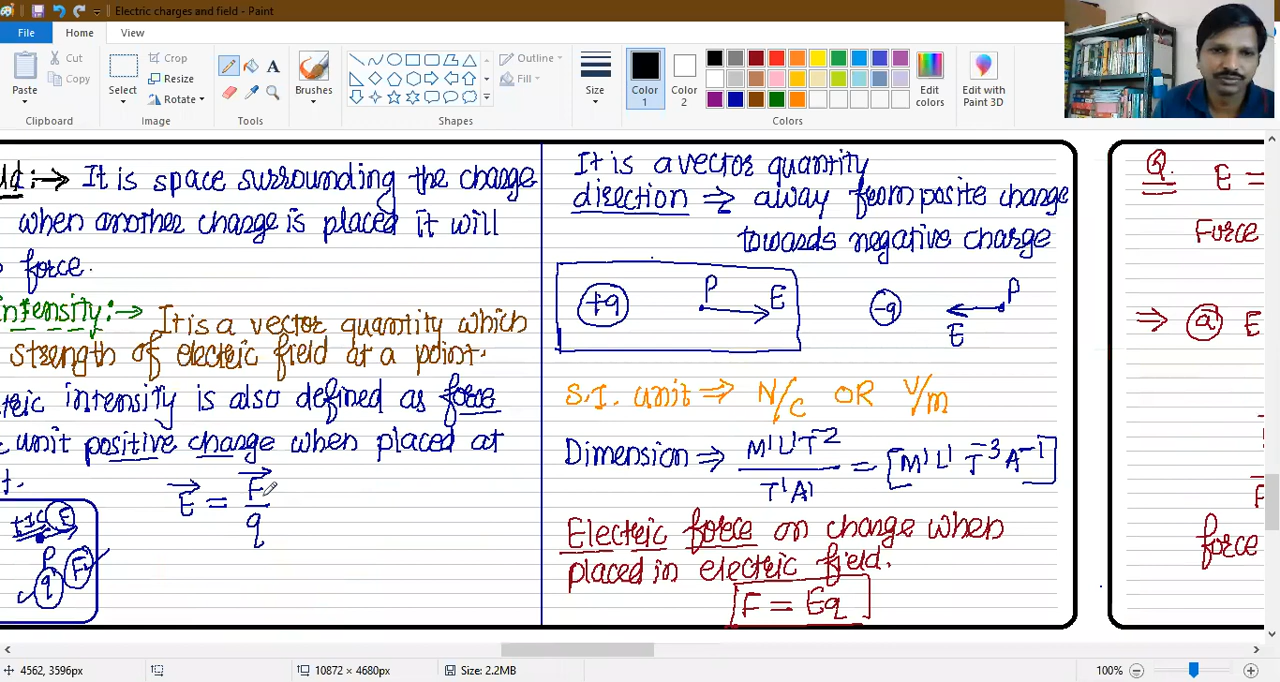 Electric charges and field - Paint
File Home View
Paste Cut Copy Clipboard
Select Crop Resize Rotate Image
Tools
Brushes
Shapes Outline Fill
Size
Color 1 Color 2 Colors
Edit colors
Edit with Paint 3D
ld:→ It is space surrounding the charge
when another charge is placed it will
force.
intensity:→ It is a vector quantity which
strength of electric field at a point.
tric intensity is also defined as force
unit positive charge when placed at
t.
E = F/q
E
P
q F
It is a vector quantity
direction ⇒ away from posite charge
towards negative charge
+q P E -q P E
S.I. unit ⇒ N/C OR V/m
Dimension ⇒ M¹L¹T⁻²/T¹A¹ = [M¹L¹T⁻³A⁻¹]
Electric force on charge when
placed in electric field.
F = Eq
Q. E =
Force
⇒ a E
force
4562, 3596px 10872 × 4680px Size: 2.2MB 100%